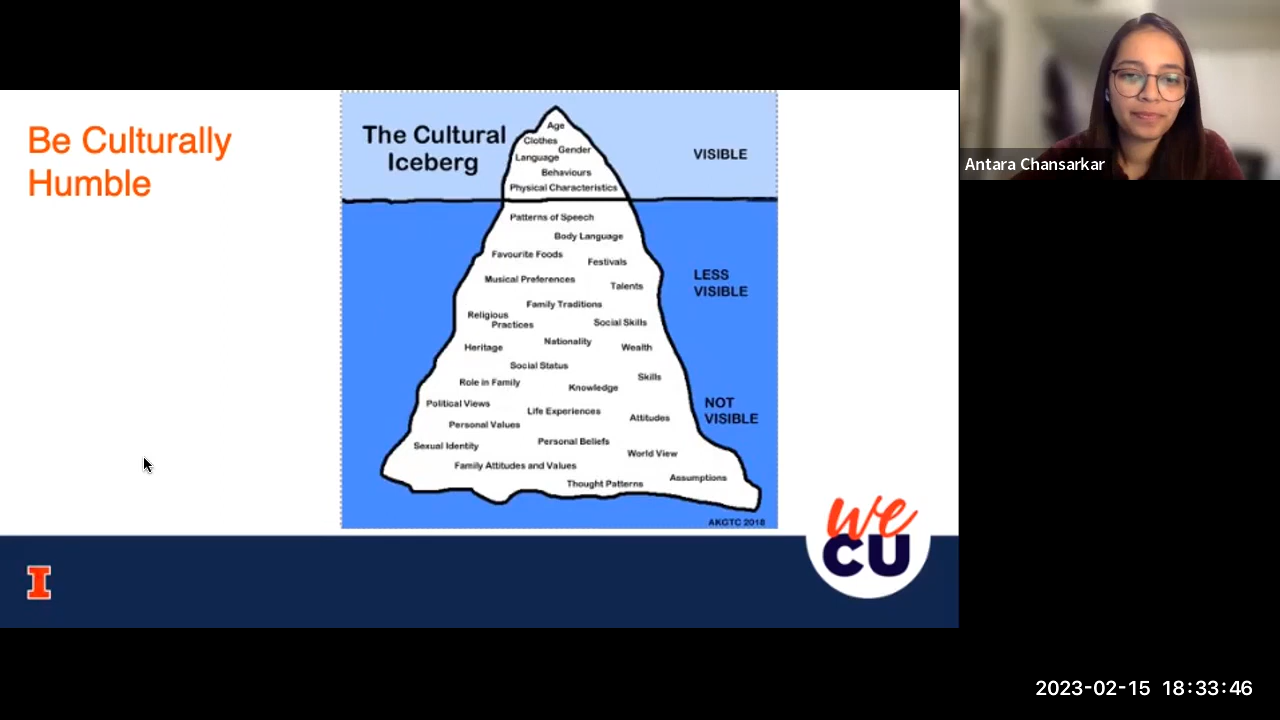 Be Culturally
Humble
The Cultural
Iceberg
VISIBLE
Age
Clothes
Gender
Language
Behaviours
Physical Characteristics
Patterns of Speech
Body Language
Favourite Foods
Festivals
LESS
VISIBLE
Musical Preferences
Talents
Family Traditions
Religious
Practices
Social Skills
Nationality
Heritage
Wealth
Social Status
Skills
Role in Family
Knowledge
NOT
VISIBLE
Political Views
Life Experiences
Attitudes
Personal Values
Personal Beliefs
Sexual Identity
World View
Family Attitudes and Values
Assumptions
Thought Patterns
AKGTC 2018
we
CU
I
Antara Chansarkar
2023-02-15 18:33:46